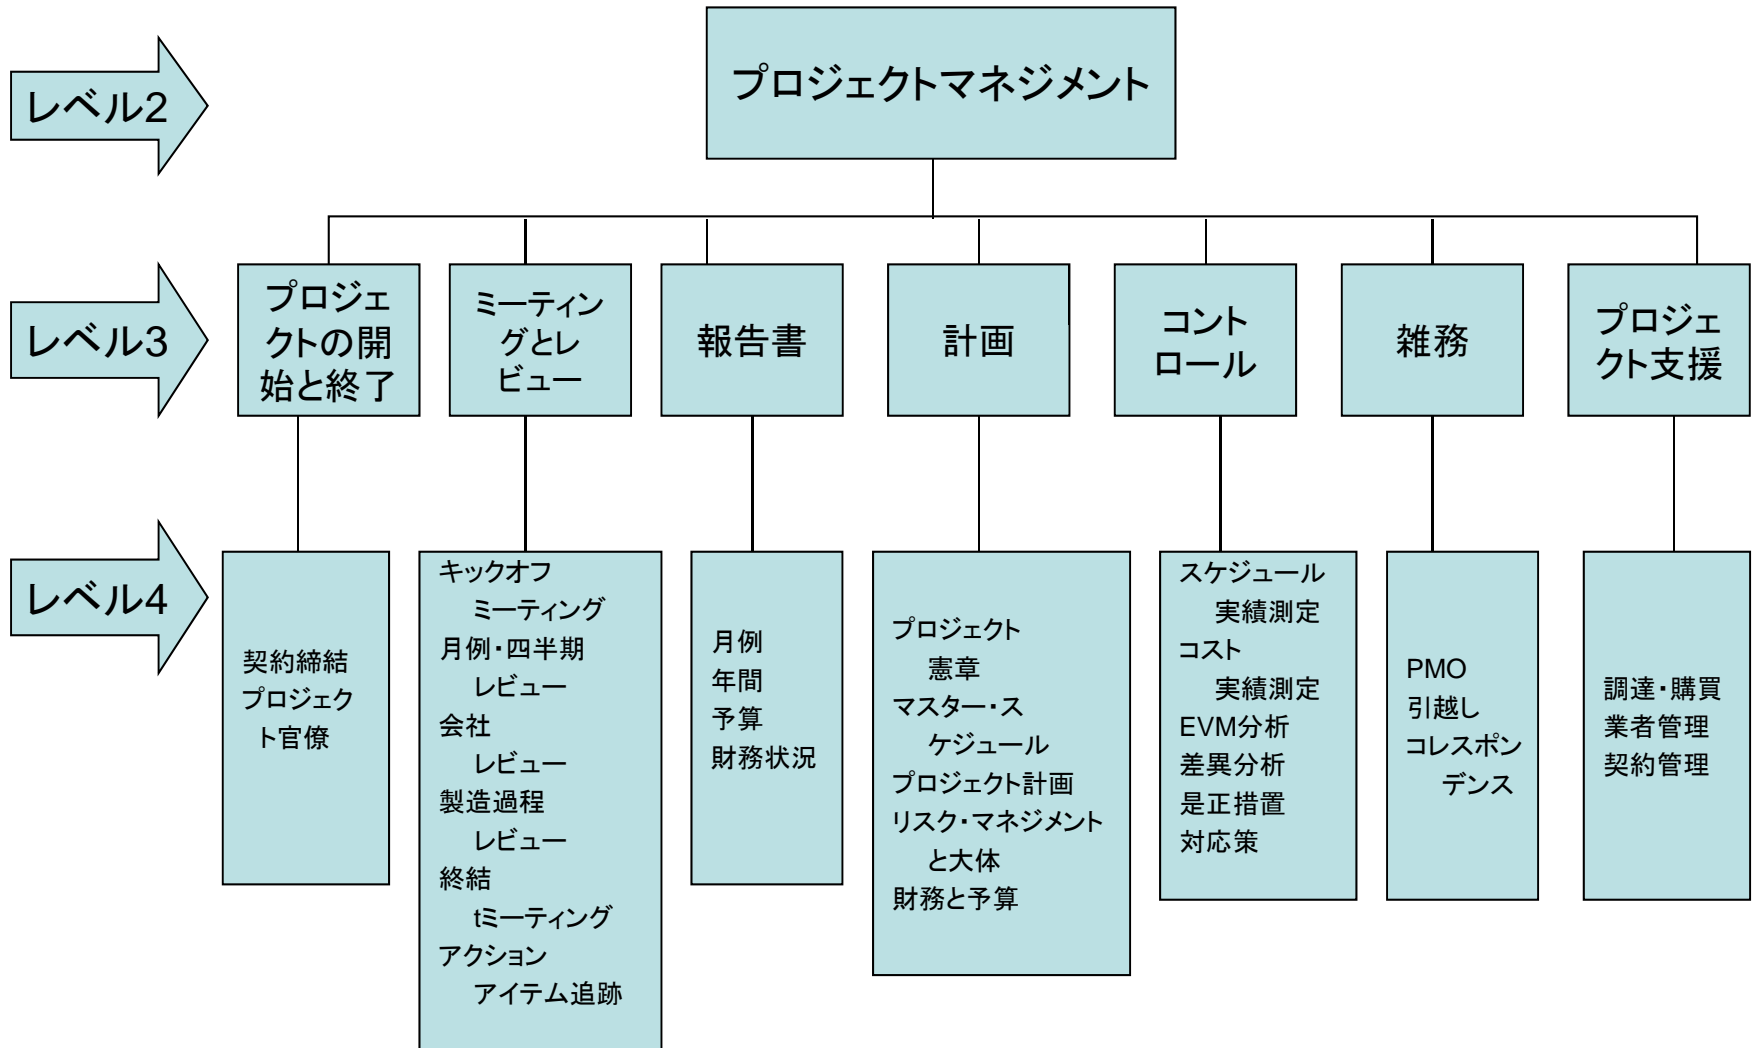 プロジェクトマネジメント
レベル2
レベル3
プロジェ
クトの開
始と終了
ミーティン
グとレ
ビュー
報告書
計画
コント
ロール
雑務
プロジェ
クト支援
レベル4
契約締結
プロジェク
ト官僚
キックオフ
ミーティング
月例・四半期
レビュー
会社
レビュー
製造過程
レビュー
終結
tミーティング
アクション
アイテム追跡
月例
年間
予算
財務状況
プロジェクト
憲章
マスター・ス
ケジュール
プロジェクト計画
リスク・マネジメント
と大体
財務と予算
スケジュール
実績測定
コスト
実績測定
EVM分析
差異分析
是正措置
対応策
PMO
引越し
コレスポン
デンス
調達・購買
業者管理
契約管理